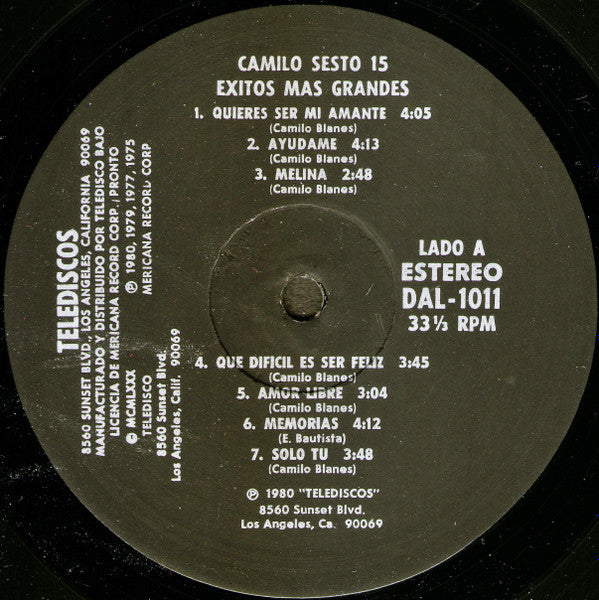 CAMILO SESTO 15
EXITOS MAS GRANDES
1. QUIERES SER MI AMANTE 4:05
(Camilo Blanes)
2. AYUDAME 4:13
(Camilo Blanes)
3. MELINA 2:48
(Camilo Blanes)
TELEDISCOS
8560 SUNSET BLVD., LOS ANGELES, CALIFORNIA 90069
MANUFACTURADO Y DISTRIBUIDO POR TELEDISCO BAJO
LICENCIA DE MERICANA RECORD CORP./PRONTO
© MCMLXXX ℗ 1980, 1979, 1977, 1975
TELEDISCO MERICANA RECORD CORP
8560 Sunset Blvd.
Los Angeles, Calif. 90069
LADO A
ESTEREO
DAL-1011
33⅓ RPM
4. QUE DIFICIL ES SER FELIZ 3:45
(Camilo Blanes)
5. AMOR LIBRE 3:04
(Camilo Blanes)
6. MEMORIAS 4:12
(E. Bautista)
7. SOLO TU 3:48
(Camilo Blanes)
℗ 1980 "TELEDISCOS"
8560 Sunset Blvd.
Los Angeles, Ca. 90069